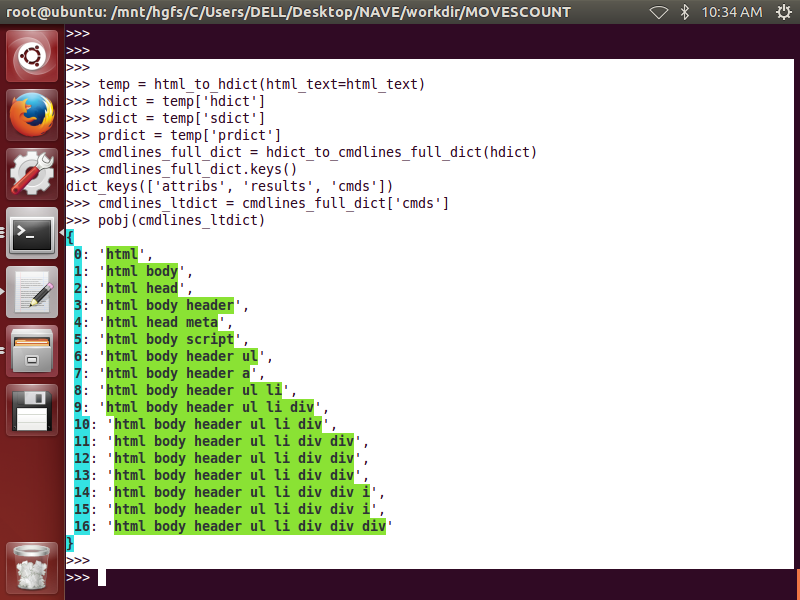 root@ubuntu: /mnt/hgfs/C/Users/DELL/Desktop/NAVE/workdir/MOVESCOUNT 10:34 AM
>>>
>>>
>>>
>>> temp = html_to_hdict(html_text=html_text)
>>> hdict = temp['hdict']
>>> sdict = temp['sdict']
>>> prdict = temp['prdict']
>>> cmdlines_full_dict = hdict_to_cmdlines_full_dict(hdict)
>>> cmdlines_full_dict.keys()
dict_keys(['attribs', 'results', 'cmds'])
>>> cmdlines_ltdict = cmdlines_full_dict['cmds']
>>> pobj(cmdlines_ltdict)
{
 0: 'html',
 1: 'html body',
 2: 'html head',
 3: 'html body header',
 4: 'html head meta',
 5: 'html body script',
 6: 'html body header ul',
 7: 'html body header a',
 8: 'html body header ul li',
 9: 'html body header ul li div',
 10: 'html body header ul li div',
 11: 'html body header ul li div div',
 12: 'html body header ul li div div',
 13: 'html body header ul li div div',
 14: 'html body header ul li div div i',
 15: 'html body header ul li div div i',
 16: 'html body header ul li div div div'
}
>>>
>>>